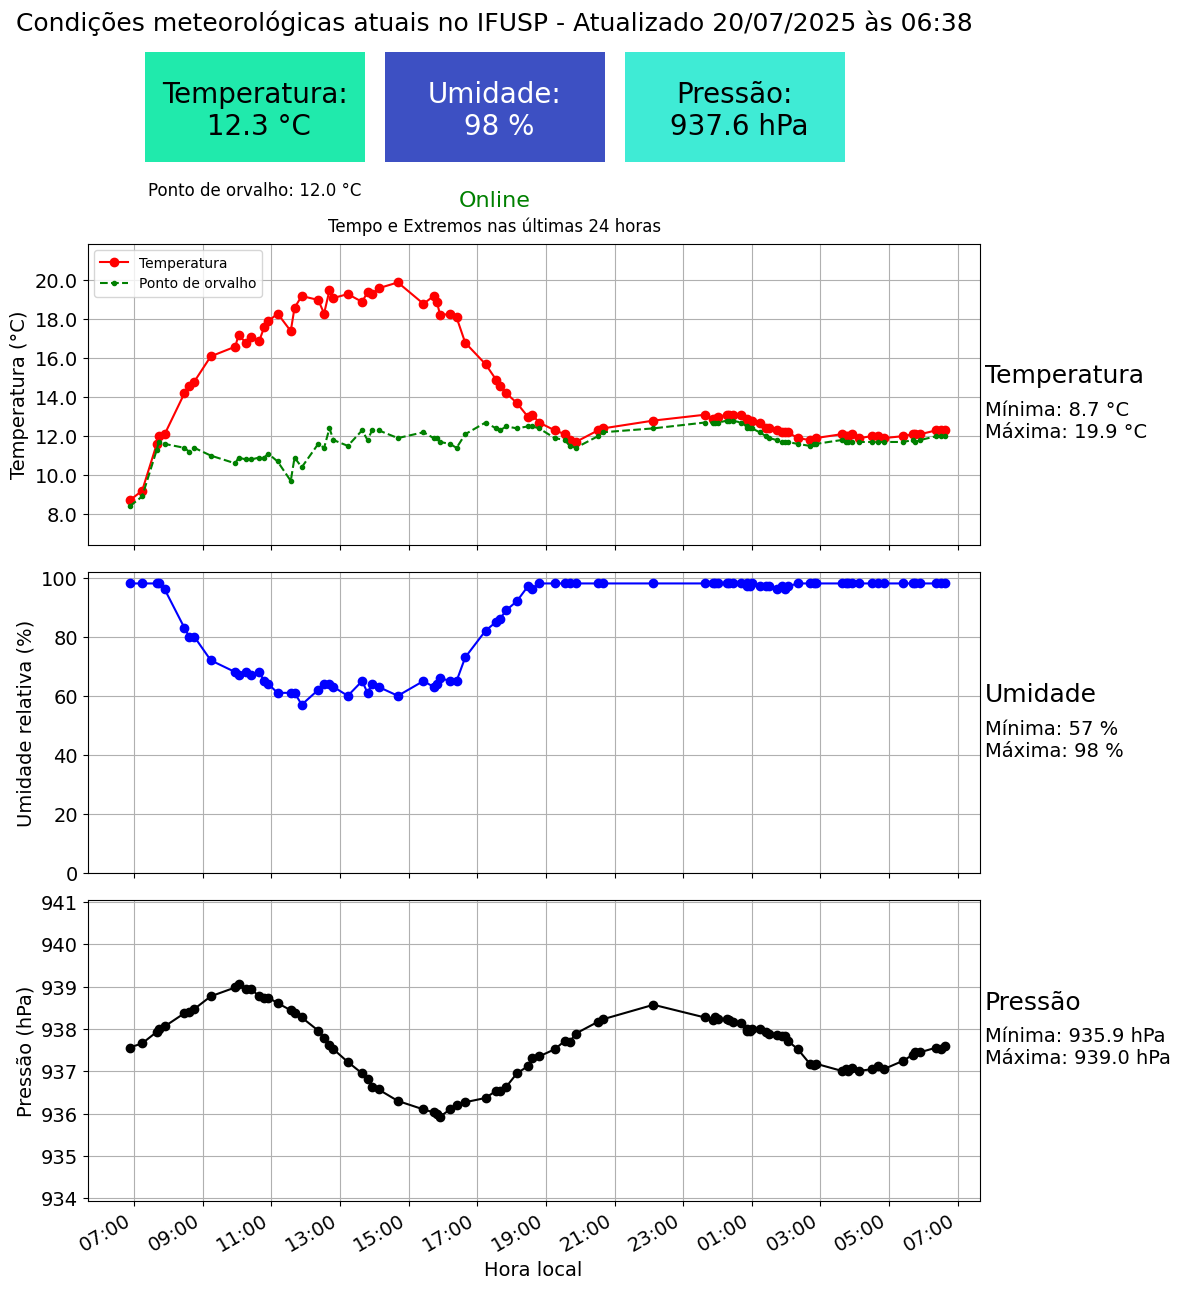 Condições meteorológicas atuais no IFUSP - Atualizado 20/07/2025 às 06:38
Temperatura:
12.3 °C
Umidade:
98 %
Pressão:
937.6 hPa
Ponto de orvalho: 12.0 °C
Online
Tempo e Extremos nas últimas 24 horas
Temperatura
Ponto de orvalho
Temperatura (°C)
20.0
18.0
16.0
14.0
12.0
10.0
8.0
Temperatura
Mínima: 8.7 °C
Máxima: 19.9 °C
Umidade relativa (%)
100
80
60
40
20
0
Umidade
Mínima: 57 %
Máxima: 98 %
Pressão (hPa)
941
940
939
938
937
936
935
934
Pressão
Mínima: 935.9 hPa
Máxima: 939.0 hPa
07:00 09:00 11:00 13:00 15:00 17:00 19:00 21:00 23:00 01:00 03:00 05:00 07:00
Hora local